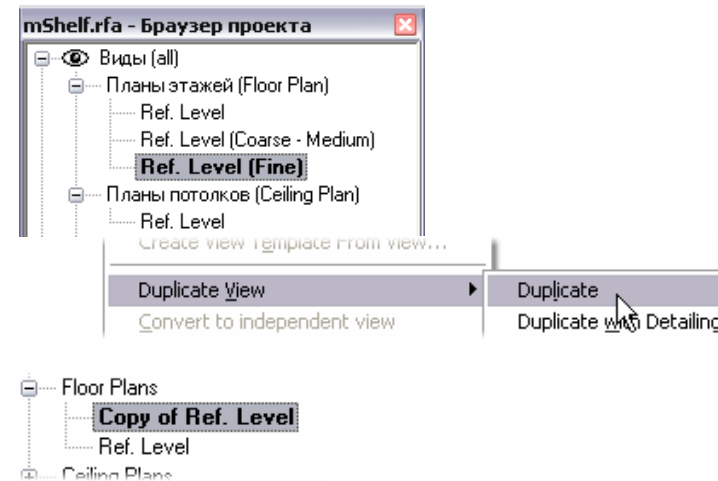 mShelf.rfa - Браузер проекта
Виды (all)
Планы этажей (Floor Plan)
Ref. Level
Ref. Level (Coarse - Medium)
Ref. Level (Fine)
Планы потолков (Ceiling Plan)
Ref. Level
Create View Template From View...
Duplicate View
Duplicate
Convert to independent view
Duplicate with Detailing
Floor Plans
Copy of Ref. Level
Ref. Level
Ceiling Plans